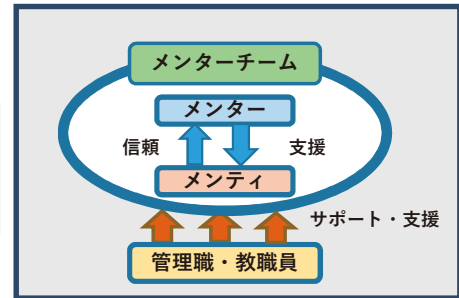 メンターチーム
メンター
信頼
支援
メンティ
サポート・支援
管理職・教職員